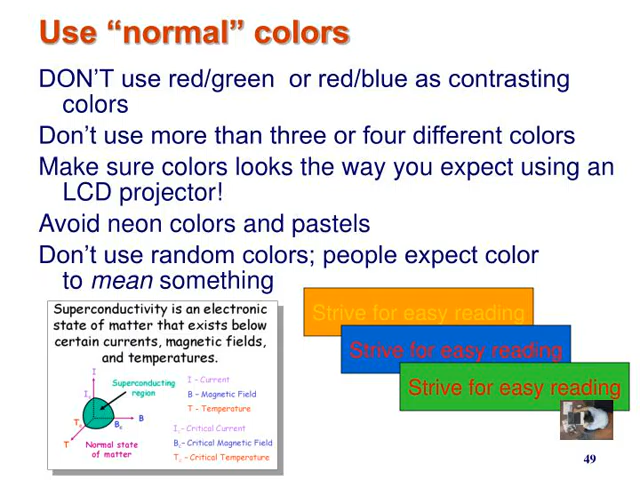 Use “normal” colors
DON’T use red/green or red/blue as contrasting
colors
Don’t use more than three or four different colors
Make sure colors looks the way you expect using an
LCD projector!
Avoid neon colors and pastels
Don’t use random colors; people expect color
to mean something
Superconductivity is an electronic
state of matter that exists below
certain currents, magnetic fields,
and temperatures.
I
Superconducting
region
Ic
B
Bc
Tc
T
Normal state
of matter
I - Current
B - Magnetic Field
T - Temperature
Ic- Critical Current
Bc- Critical Magnetic Field
Tc - Critical Temperature
Strive for easy reading
Strive for easy reading
Strive for easy reading
49